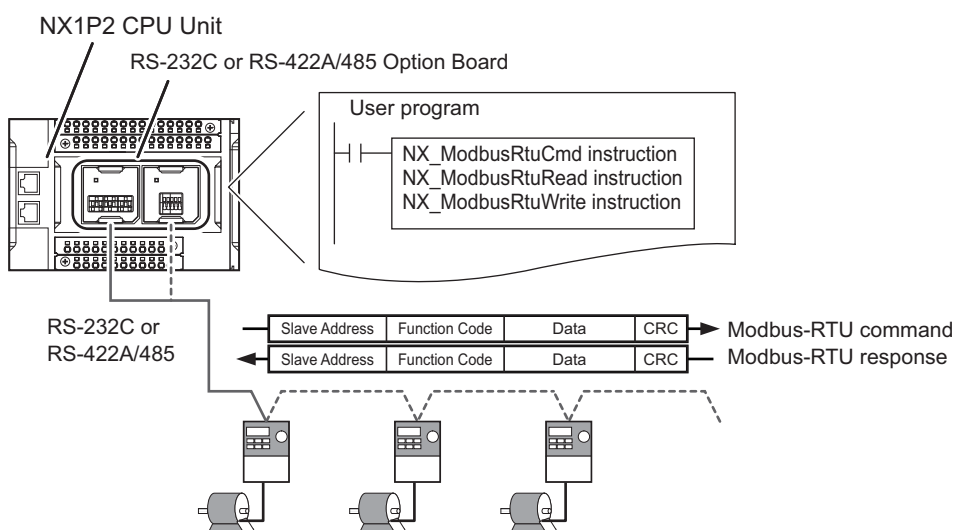 NX1P2 CPU Unit
RS-232C or RS-422A/485 Option Board
User program
NX_ModbusRtuCmd instruction
NX_ModbusRtuRead instruction
NX_ModbusRtuWrite instruction
RS-232C or
RS-422A/485
Slave Address Function Code Data CRC Modbus-RTU command
Slave Address Function Code Data CRC Modbus-RTU response